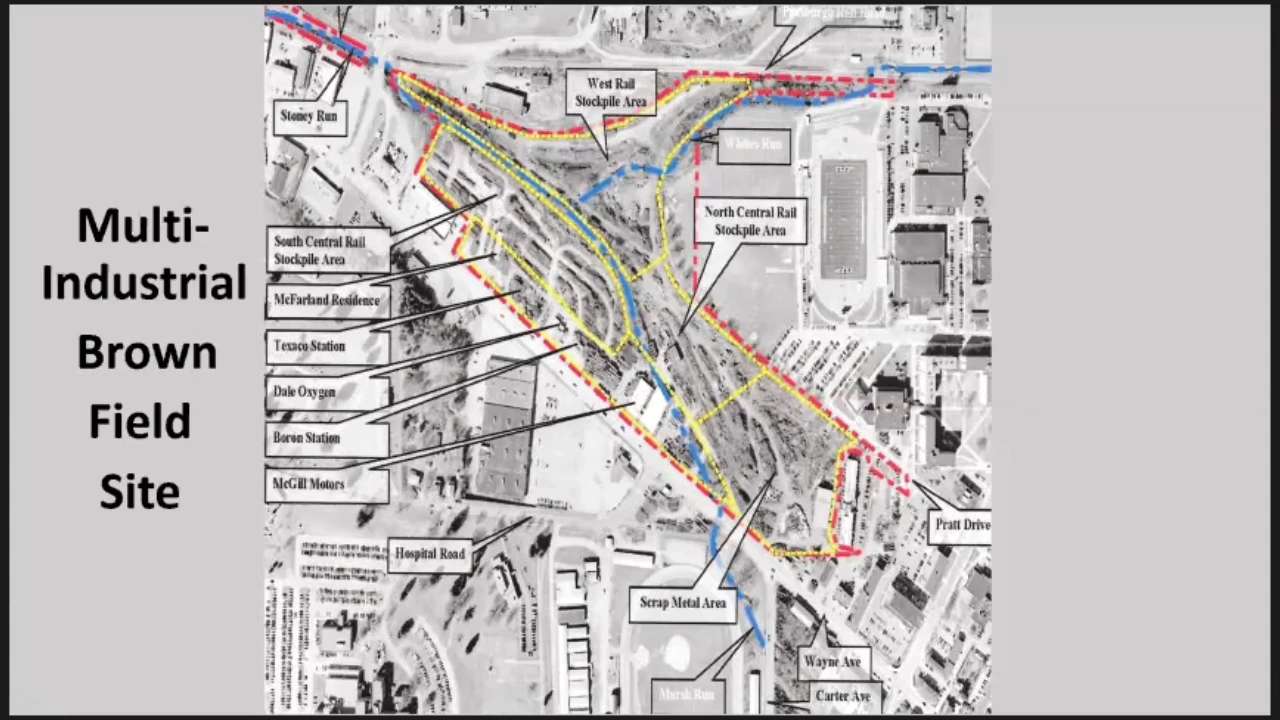 Multi-
Industrial
Brown
Field
Site
Stoney Run
West Rail
Stockpile Area
Whites Run
North Central Rail
Stockpile Area
South Central Rail
Stockpile Area
McFarland Residence
Texaco Station
Dale Oxygen
Boron Station
McGill Motors
Hospital Road
Pratt Drive
Scrap Metal Area
Wayne Ave
Carter Ave
Marsh Run